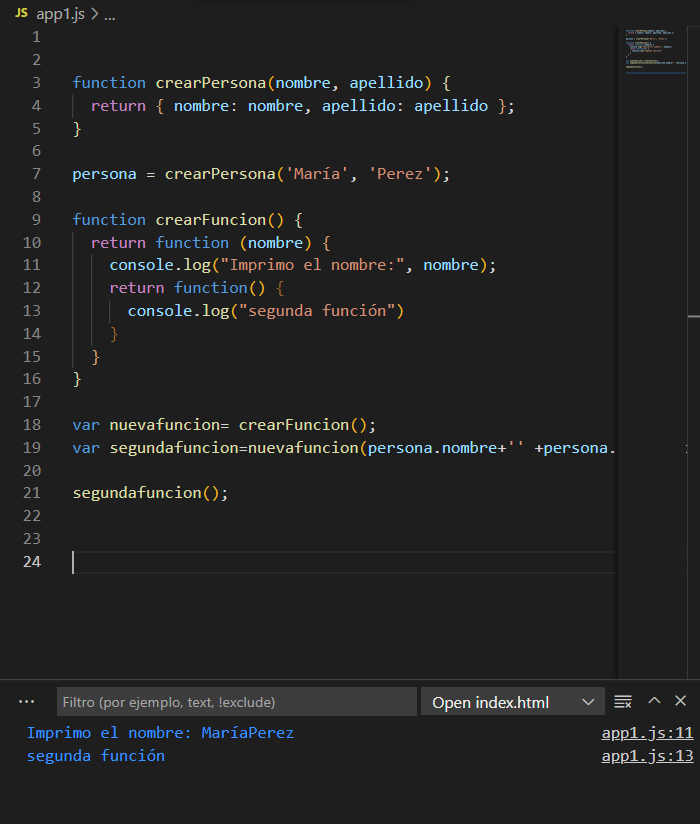 JS app1.js > ...
1
2
3 function crearPersona(nombre, apellido) {
4 return { nombre: nombre, apellido: apellido };
5 }
6
7 persona = crearPersona('María', 'Perez');
8
9 function crearFuncion() {
10 return function (nombre) {
11 console.log("Imprimo el nombre:", nombre);
12 return function() {
13 console.log("segunda función")
14 }
15 }
16 }
17
18 var nuevafuncion= crearFuncion();
19 var segundafuncion=nuevafuncion(persona.nombre+'' +persona.
20
21 segundafuncion();
22
23
24
... Filtro (por ejemplo, text, !exclude) Open index.html
Imprimo el nombre: MaríaPerez app1.js:11
segunda función app1.js:13